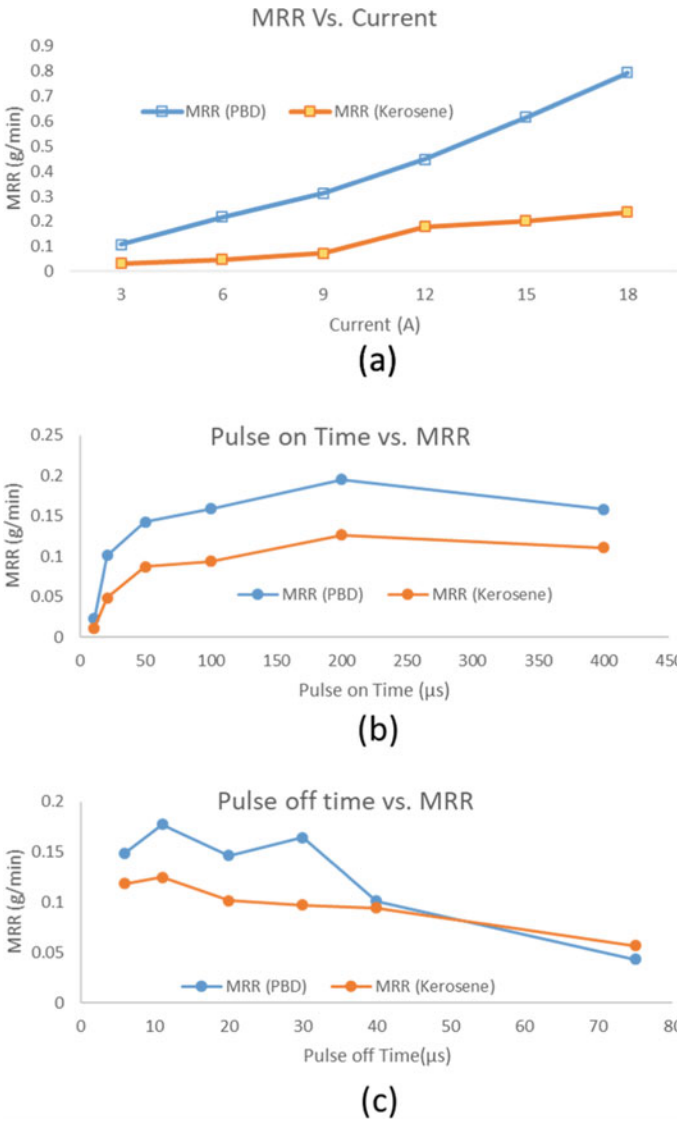 MRR Vs. Current
0.9
0.8
0.7
0.6
0.5
0.4
0.3
0.2
0.1
0
MRR (g/min)
MRR (PBD) MRR (Kerosene)
3 6 9 12 15 18
Current (A)
(a)
Pulse on Time vs. MRR
0.25
0.2
0.15
0.1
0.05
0
MRR (g/min)
MRR (PBD) MRR (Kerosene)
0 50 100 150 200 250 300 350 400 450
Pulse on Time (μs)
(b)
Pulse off time vs. MRR
0.2
0.15
0.1
0.05
0
MRR (g/min)
MRR (PBD) MRR (Kerosene)
0 10 20 30 40 50 60 70 80
Pulse off Time(μs)
(c)